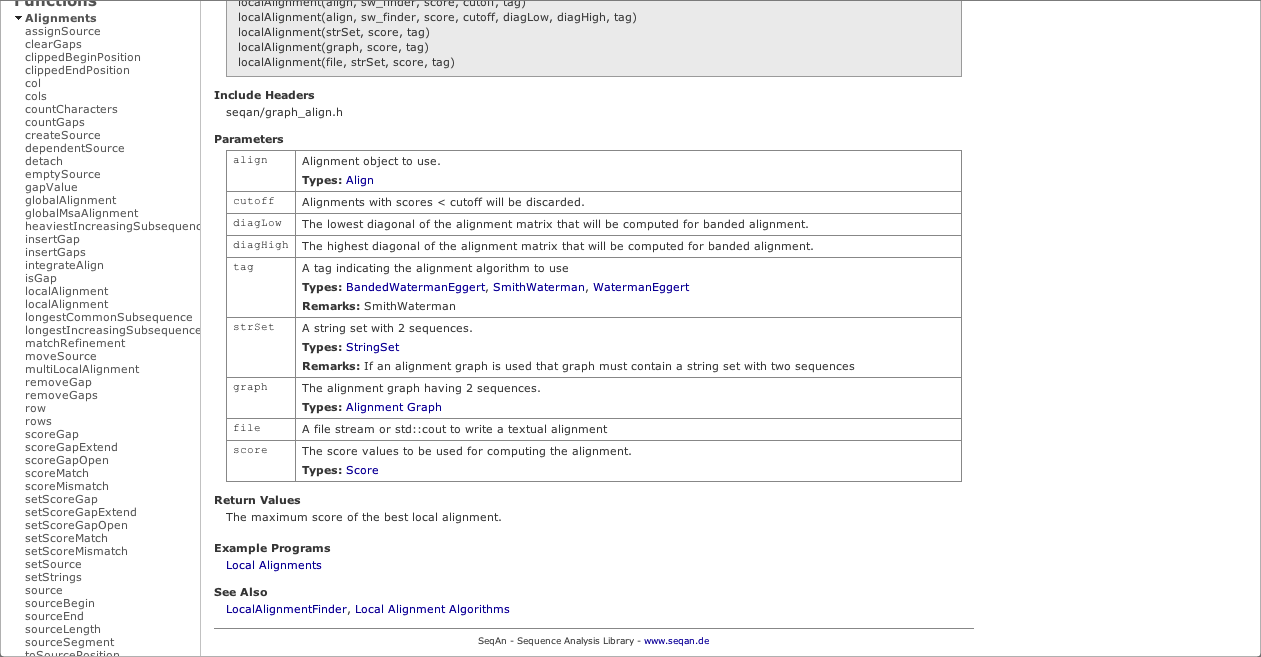 Functions
Alignments
assignSource
clearGaps
clippedBeginPosition
clippedEndPosition
col
cols
countCharacters
countGaps
createSource
dependentSource
detach
emptySource
gapValue
globalAlignment
globalMsaAlignment
heaviestIncreasingSubsequenc
insertGap
insertGaps
integrateAlign
isGap
localAlignment
localAlignment
longestCommonSubsequence
longestIncreasingSubsequence
matchRefinement
moveSource
multiLocalAlignment
removeGap
removeGaps
row
rows
scoreGap
scoreGapExtend
scoreGapOpen
scoreMatch
scoreMismatch
setScoreGap
setScoreGapExtend
setScoreGapOpen
setScoreMatch
setScoreMismatch
setSource
setStrings
source
sourceBegin
sourceEnd
sourceLength
sourceSegment
toSourcePosition
localAlignment(align, sw_finder, score, cutoff, tag)
localAlignment(align, sw_finder, score, cutoff, diagLow, diagHigh, tag)
localAlignment(strSet, score, tag)
localAlignment(graph, score, tag)
localAlignment(file, strSet, score, tag)
Include Headers
seqan/graph_align.h
Parameters
align Alignment object to use.
Types: Align
cutoff Alignments with scores < cutoff will be discarded.
diagLow The lowest diagonal of the alignment matrix that will be computed for banded alignment.
diagHigh The highest diagonal of the alignment matrix that will be computed for banded alignment.
tag A tag indicating the alignment algorithm to use
Types: BandedWatermanEggert, SmithWaterman, WatermanEggert
Remarks: SmithWaterman
strSet A string set with 2 sequences.
Types: StringSet
Remarks: If an alignment graph is used that graph must contain a string set with two sequences
graph The alignment graph having 2 sequences.
Types: Alignment Graph
file A file stream or std::cout to write a textual alignment
score The score values to be used for computing the alignment.
Types: Score
Return Values
The maximum score of the best local alignment.
Example Programs
Local Alignments
See Also
LocalAlignmentFinder, Local Alignment Algorithms
SeqAn - Sequence Analysis Library - www.seqan.de